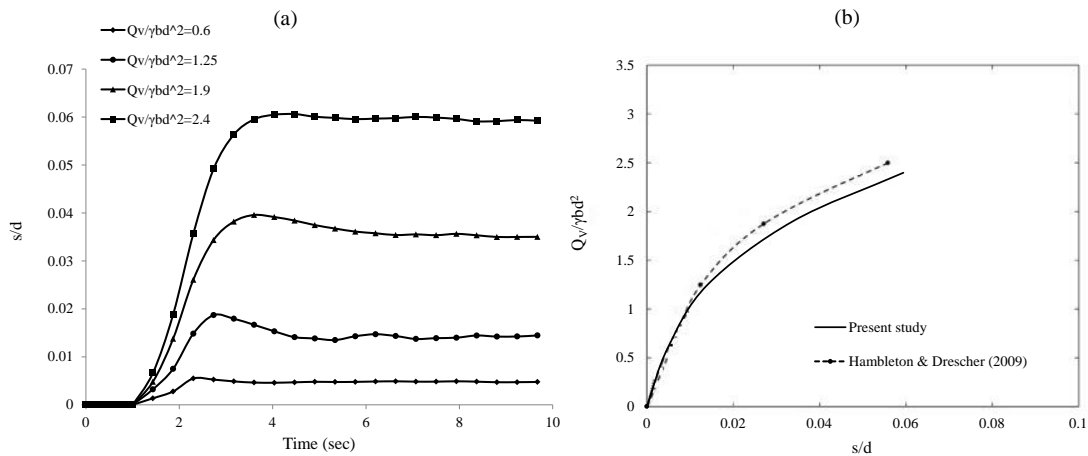 (a)
Qv/γbd^2=0.6
Qv/γbd^2=1.25
Qv/γbd^2=1.9
Qv/γbd^2=2.4
0.07
0.06
0.05
0.04
0.03
0.02
0.01
0
s/d
0 2 4 6 8 10
Time (sec)
(b)
3.5
3
2.5
2
1.5
1
0.5
0
Q_V/γbd²
Present study
Hambleton & Drescher (2009)
0 0.02 0.04 0.06 0.08 0.1
s/d